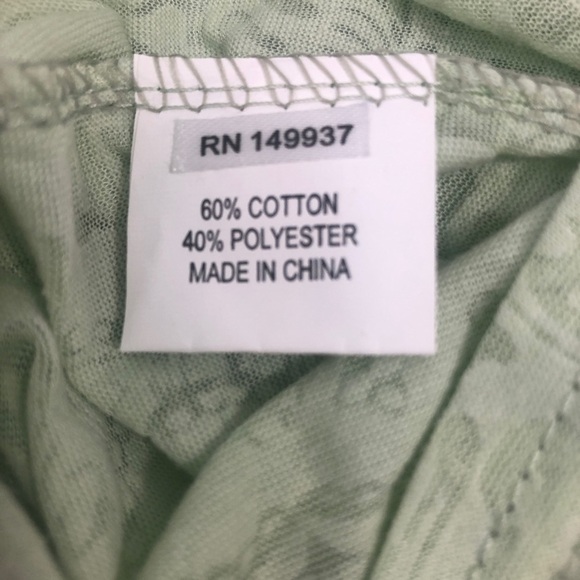 RN 149937
60% COTTON
40% POLYESTER
MADE IN CHINA